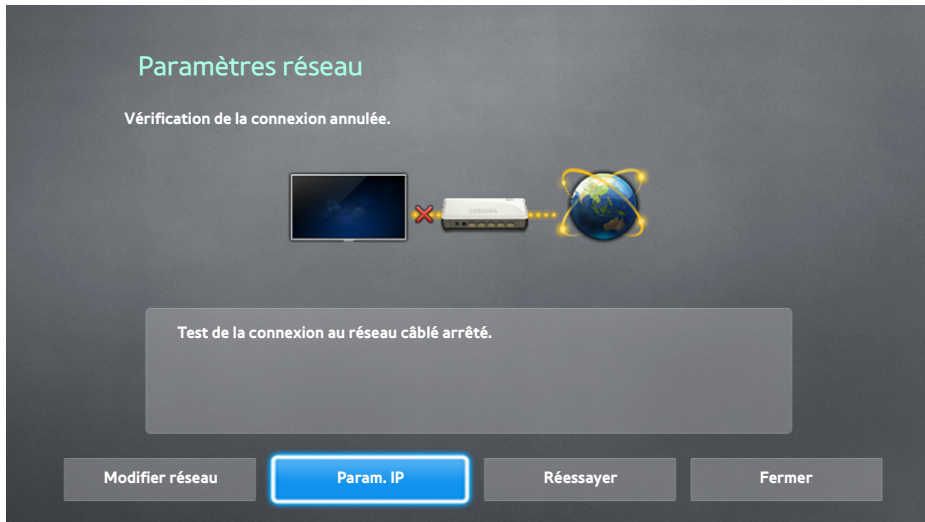 Paramètres réseau
Vérification de la connexion annulée.
SAMSUNG
Test de la connexion au réseau câblé arrêté.
Modifier réseau
Param. IP
Réessayer
Fermer